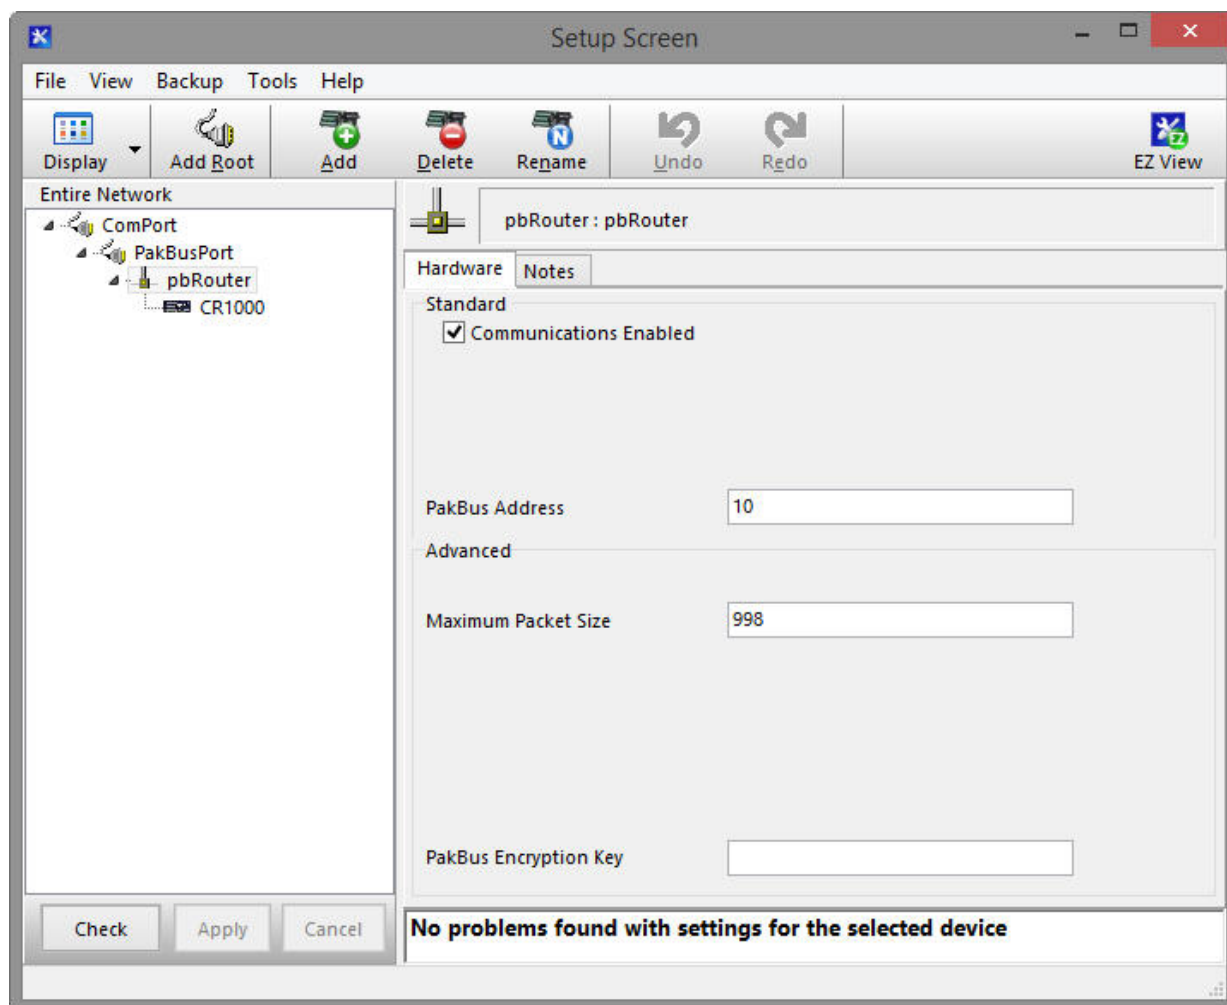 Setup Screen
File View Backup Tools Help
Display Add Root Add Delete Rename Undo Redo EZ View
Entire Network
ComPort
PakBusPort
pbRouter
CR1000
pbRouter : pbRouter
Hardware Notes
Standard
Communications Enabled
PakBus Address 10
Advanced
Maximum Packet Size 998
PakBus Encryption Key
Check Apply Cancel
No problems found with settings for the selected device